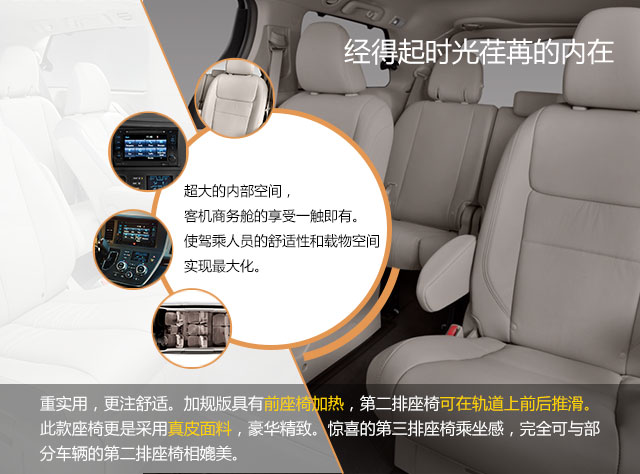 经得起时光荏苒的内在
超大的内部空间，
客机商务舱的享受一触即有。
使驾乘人员的舒适性和载物空间
实现最大化。
重实用，更注舒适。加规版具有前座椅加热，第二排座椅可在轨道上前后推滑。
此款座椅更是采用真皮面料，豪华精致。惊喜的第三排座椅乘坐感，完全可与部
分车辆的第二排座椅相媲美。